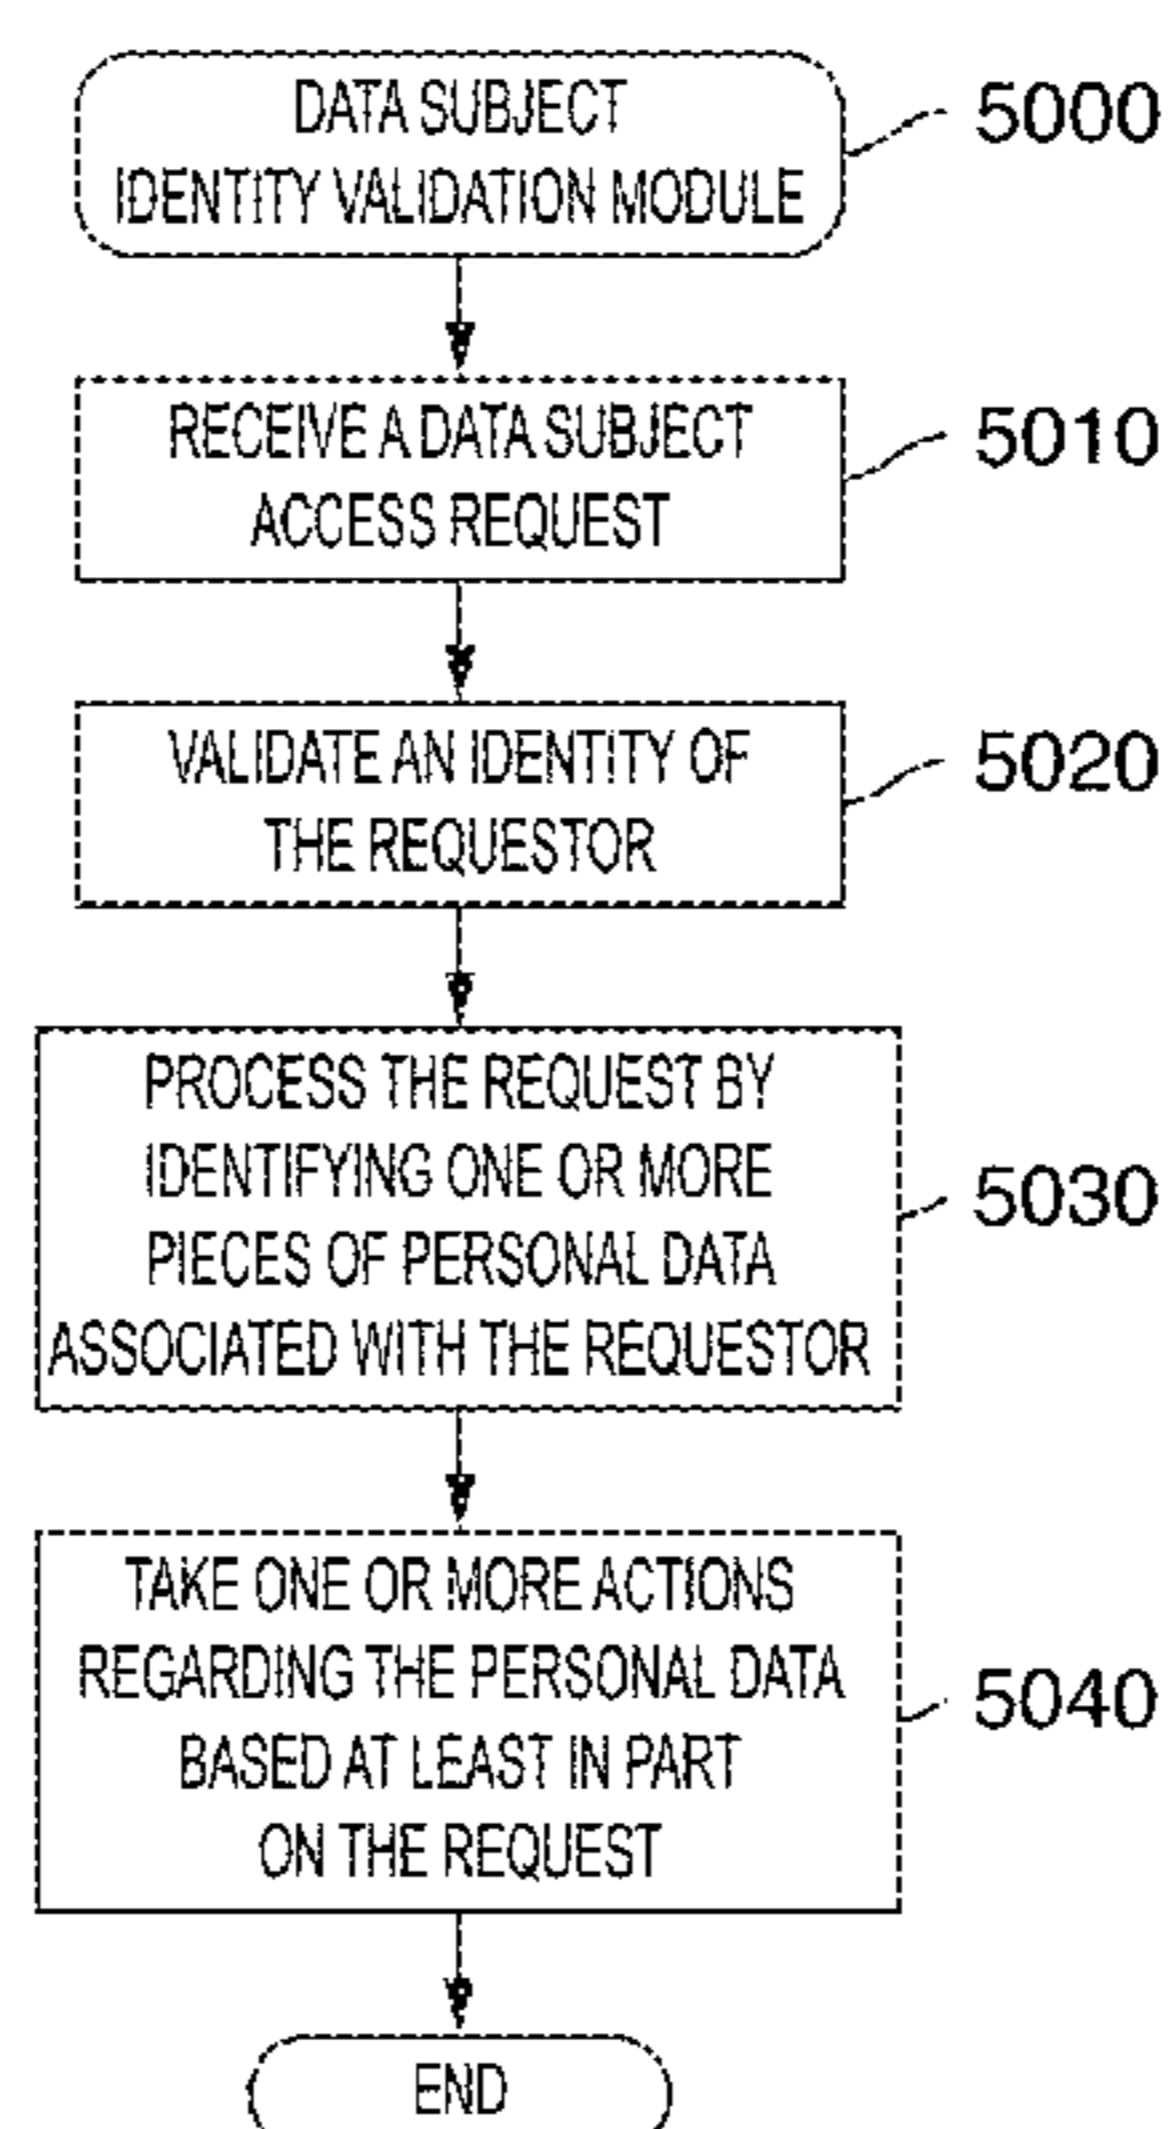 DATA SUBJECT
IDENTITY VALIDATION MODULE
5000
RECEIVE A DATA SUBJECT
ACCESS REQUEST
5010
VALIDATE AN IDENTITY OF
THE REQUESTOR
5020
PROCESS THE REQUEST BY
IDENTIFYING ONE OR MORE
PIECES OF PERSONAL DATA
ASSOCIATED WITH THE REQUESTOR
5030
TAKE ONE OR MORE ACTIONS
REGARDING THE PERSONAL DATA
BASED AT LEAST IN PART
ON THE REQUEST
5040
END